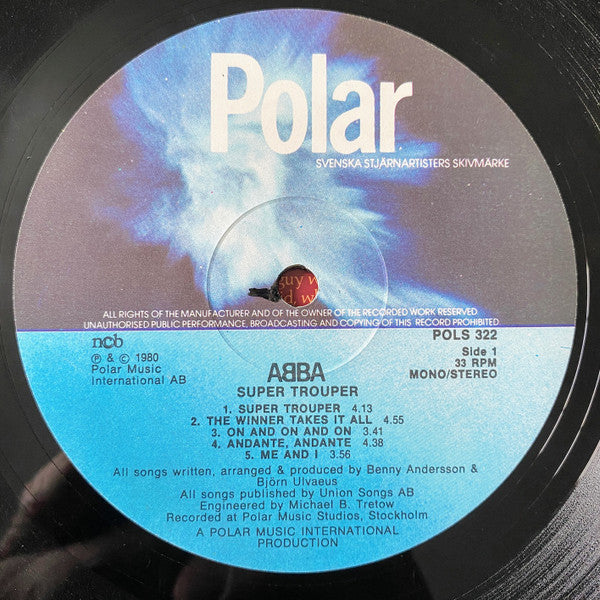 Polar
SVENSKA STJÄRNARTISTERS SKIVMÄRKE
guy w
d, wh
ALL RIGHTS OF THE MANUFACTURER AND OF THE OWNER OF THE RECORDED WORK RESERVED.
UNAUTHORISED PUBLIC PERFORMANCE, BROADCASTING AND COPYING OF THIS RECORD PROHIBITED
ncb
Ⓟ & © 1980
Polar Music
International AB
POLS 322
Side 1
33 RPM
MONO/STEREO
ABBA
SUPER TROUPER
1. SUPER TROUPER 4.13
2. THE WINNER TAKES IT ALL 4.55
3. ON AND ON AND ON 3.41
4. ANDANTE, ANDANTE 4.38
5. ME AND I 3.56
All songs written, arranged & produced by Benny Andersson &
Björn Ulvaeus
All songs published by Union Songs AB
Engineered by Michael B. Tretow
Recorded at Polar Music Studios, Stockholm
A POLAR MUSIC INTERNATIONAL
PRODUCTION